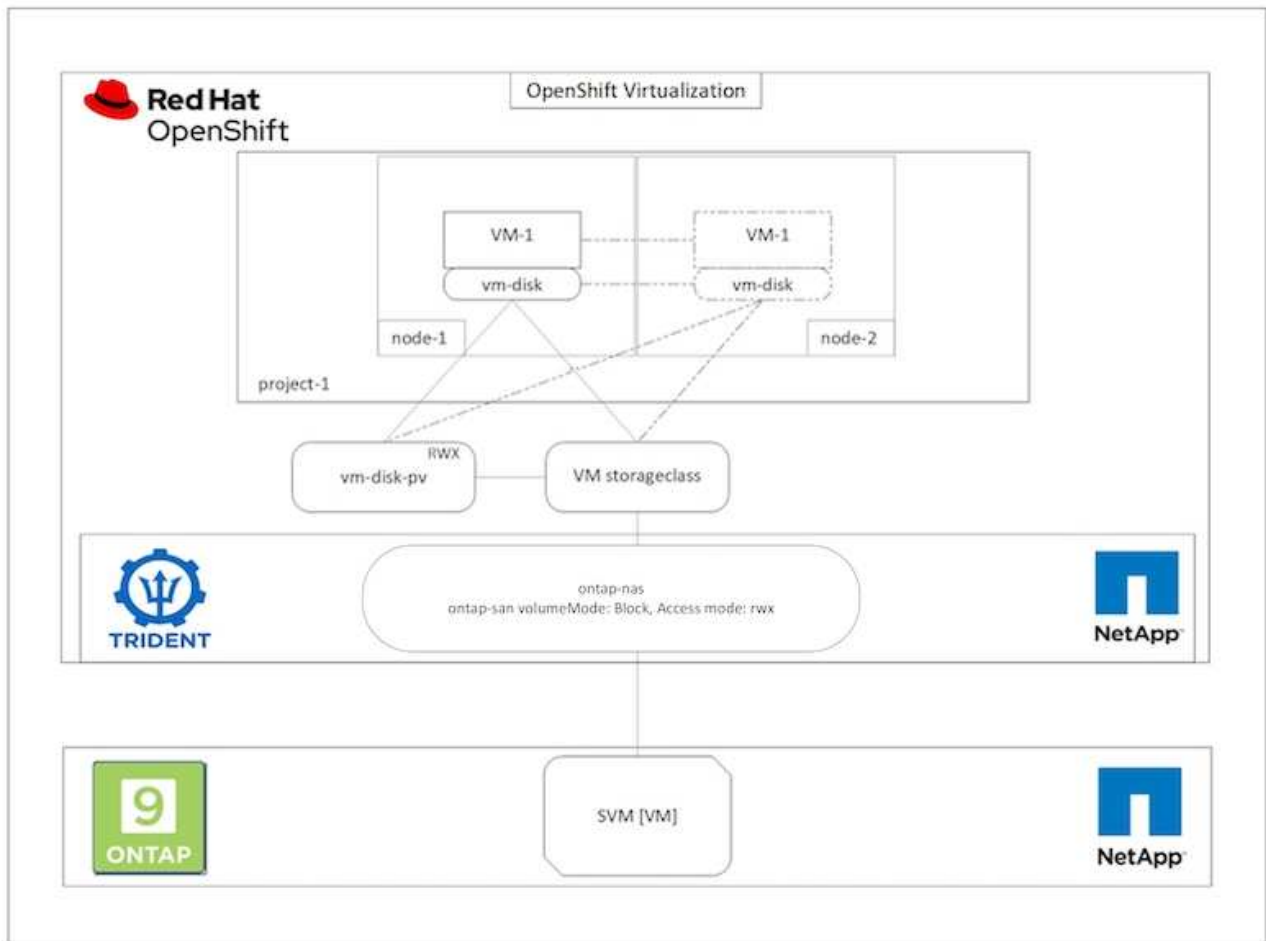 Red Hat
OpenShift
OpenShift Virtualization
VM-1
VM-1
vm-disk
vm-disk
node-1
node-2
project-1
RWX
vm-disk-pv
VM storageclass
TRIDENT
ontap-nas
ontap-san volumeMode: Block, Access mode: rwx
NetApp
9
ONTAP
SVM [VM]
NetApp